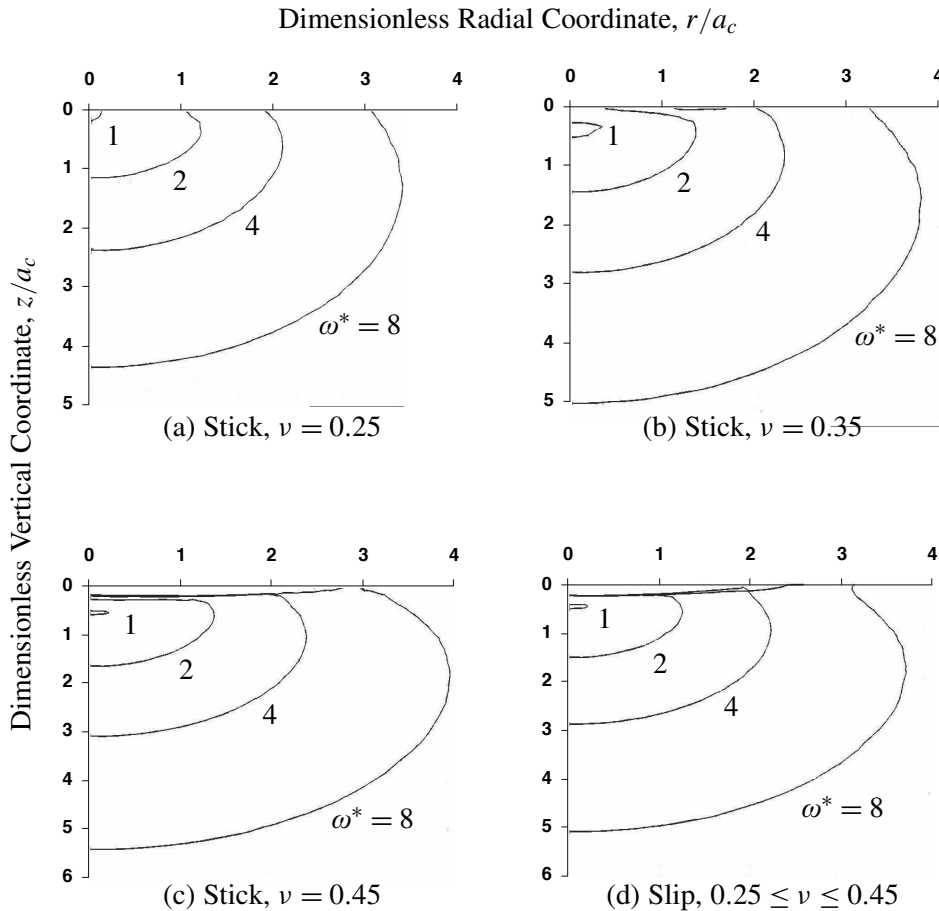 Dimensionless Radial Coordinate, r/a_c
Dimensionless Vertical Coordinate, z/a_c
0 1 2 3 4
0
1
2
3
4
5
1
2
4
ω* = 8
(a) Stick, ν = 0.25
0 1 2 3 4
0
1
2
3
4
5
1
2
4
ω* = 8
(b) Stick, ν = 0.35
0 1 2 3 4
0
1
2
3
4
5
6
1
2
4
ω* = 8
(c) Stick, ν = 0.45
0 1 2 3 4
0
1
2
3
4
5
6
1
2
4
ω* = 8
(d) Slip, 0.25 ≤ ν ≤ 0.45